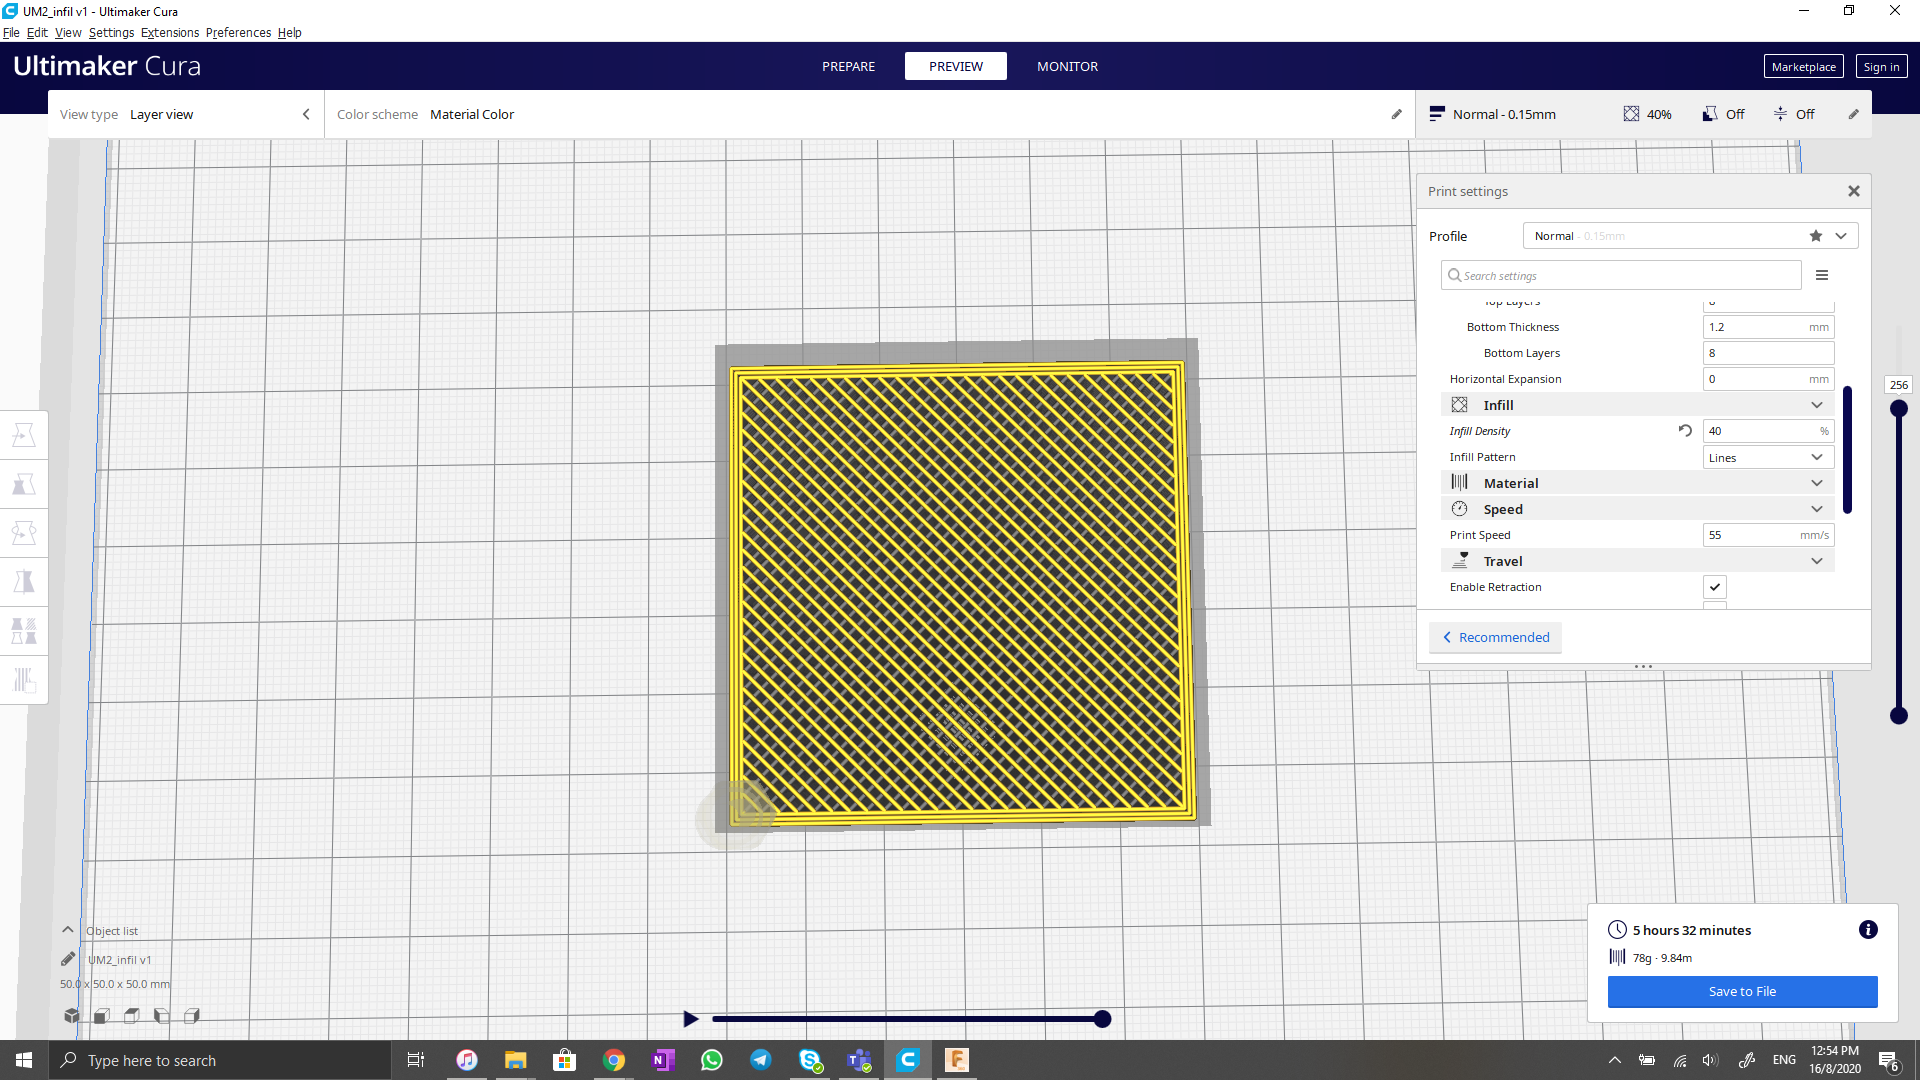 UM2_infil v1 - Ultimaker Cura
File Edit View Settings Extensions Preferences Help
Ultimaker Cura
PREPARE
PREVIEW
MONITOR
Marketplace
Sign in
View type Layer view
Color scheme Material Color
Normal - 0.15mm
40%
Off
Off
Print settings
Profile
Normal - 0.15mm
Search settings
Top Layers 8
Bottom Thickness 1.2 mm
Bottom Layers 8
Horizontal Expansion 0 mm
Infill
Infill Density 40 %
Infill Pattern Lines
Material
Speed
Print Speed 55 mm/s
Travel
Enable Retraction
Recommended
256
Object list
UM2_infil v1
50.0 x 50.0 x 50.0 mm
5 hours 32 minutes
78g · 9.84m
Save to File
Type here to search
ENG
12:54 PM
16/8/2020
6